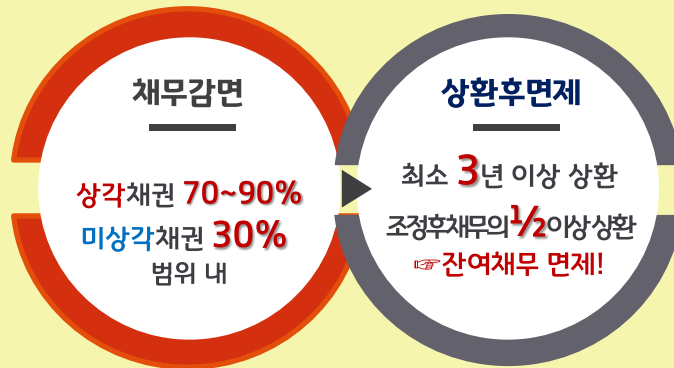 채무감면
상각채권 70~90%
미상각채권 30%
범위 내
상환후면제
최소 3년 이상 상환
조정후채무의 ½이상 상환
☞잔여채무 면제!